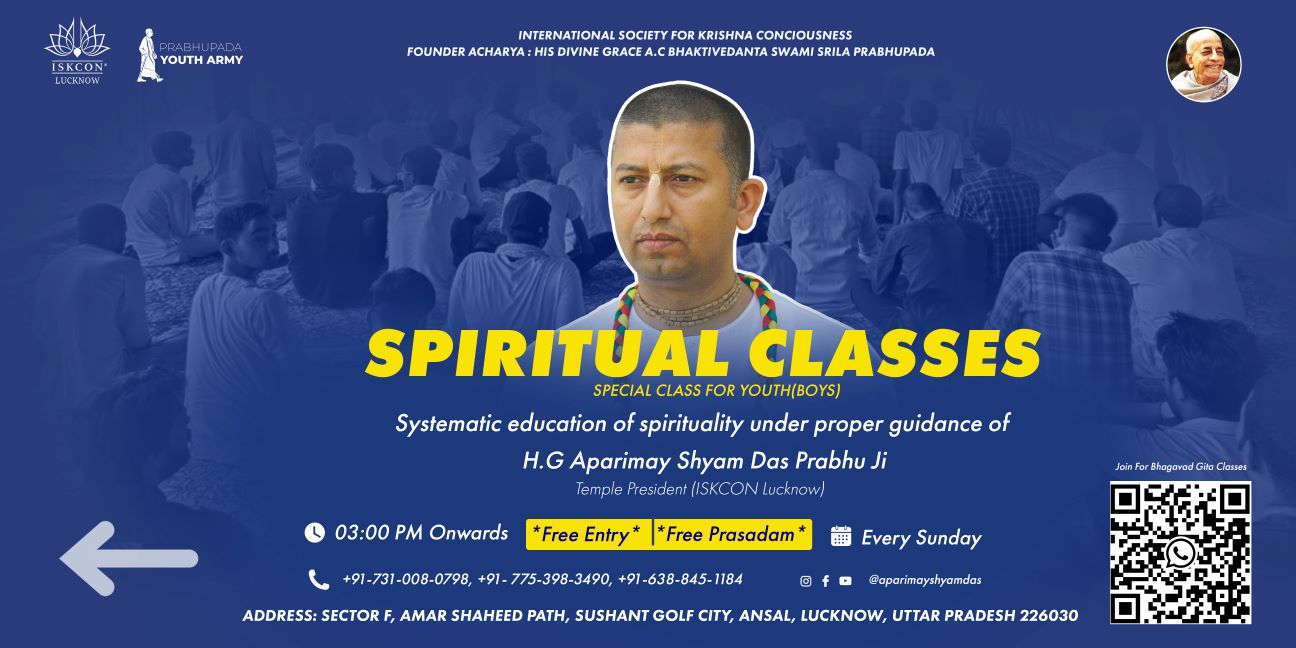 ISKCON
LUCKNOW
PRABHUPADA
YOUTH ARMY
INTERNATIONAL SOCIETY FOR KRISHNA CONCIOUSNESS
FOUNDER ACHARYA : HIS DIVINE GRACE A.C BHAKTIVEDANTA SWAMI SRILA PRABHUPADA
SPIRITUAL CLASSES
SPECIAL CLASS FOR YOUTH(BOYS)
Systematic education of spirituality under proper guidance of
H.G Aparimay Shyam Das Prabhu Ji
Temple President (ISKCON Lucknow)
Join For Bhagavad Gita Classes
03:00 PM Onwards *Free Entry* | *Free Prasadam* Every Sunday
+91-731-008-0798, +91- 775-398-3490, +91-638-845-1184 @aparimayshyamdas
ADDRESS: SECTOR F, AMAR SHAHEED PATH, SUSHANT GOLF CITY, ANSAL, LUCKNOW, UTTAR PRADESH 226030